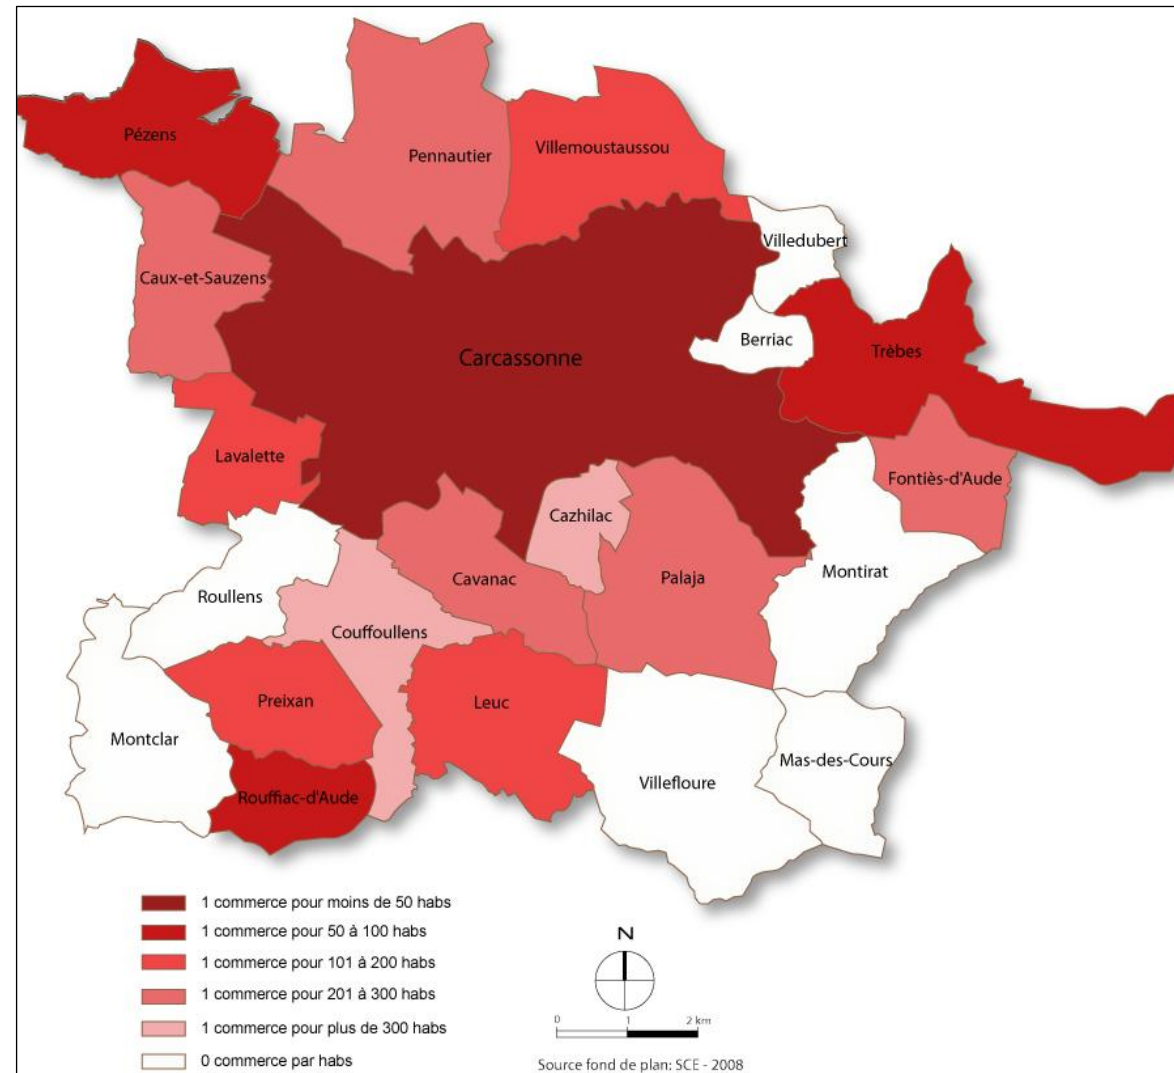 Pézens
Pennautier
Villemoustaussou
Villedubert
Caux-et-Sauzens
Berriac
Trèbes
Carcassonne
Lavalette
Fontiès-d'Aude
Cazhilac
Cavanac
Palaja
Montirat
Roullens
Couffoullens
Preixan
Leuc
Montclar
Villefloure
Mas-des-Cours
Rouffiac-d'Aude
1 commerce pour moins de 50 habs
1 commerce pour 50 à 100 habs
1 commerce pour 101 à 200 habs
1 commerce pour 201 à 300 habs
1 commerce pour plus de 300 habs
0 commerce par habs
N
0 1 2 km
Source fond de plan: SCE - 2008